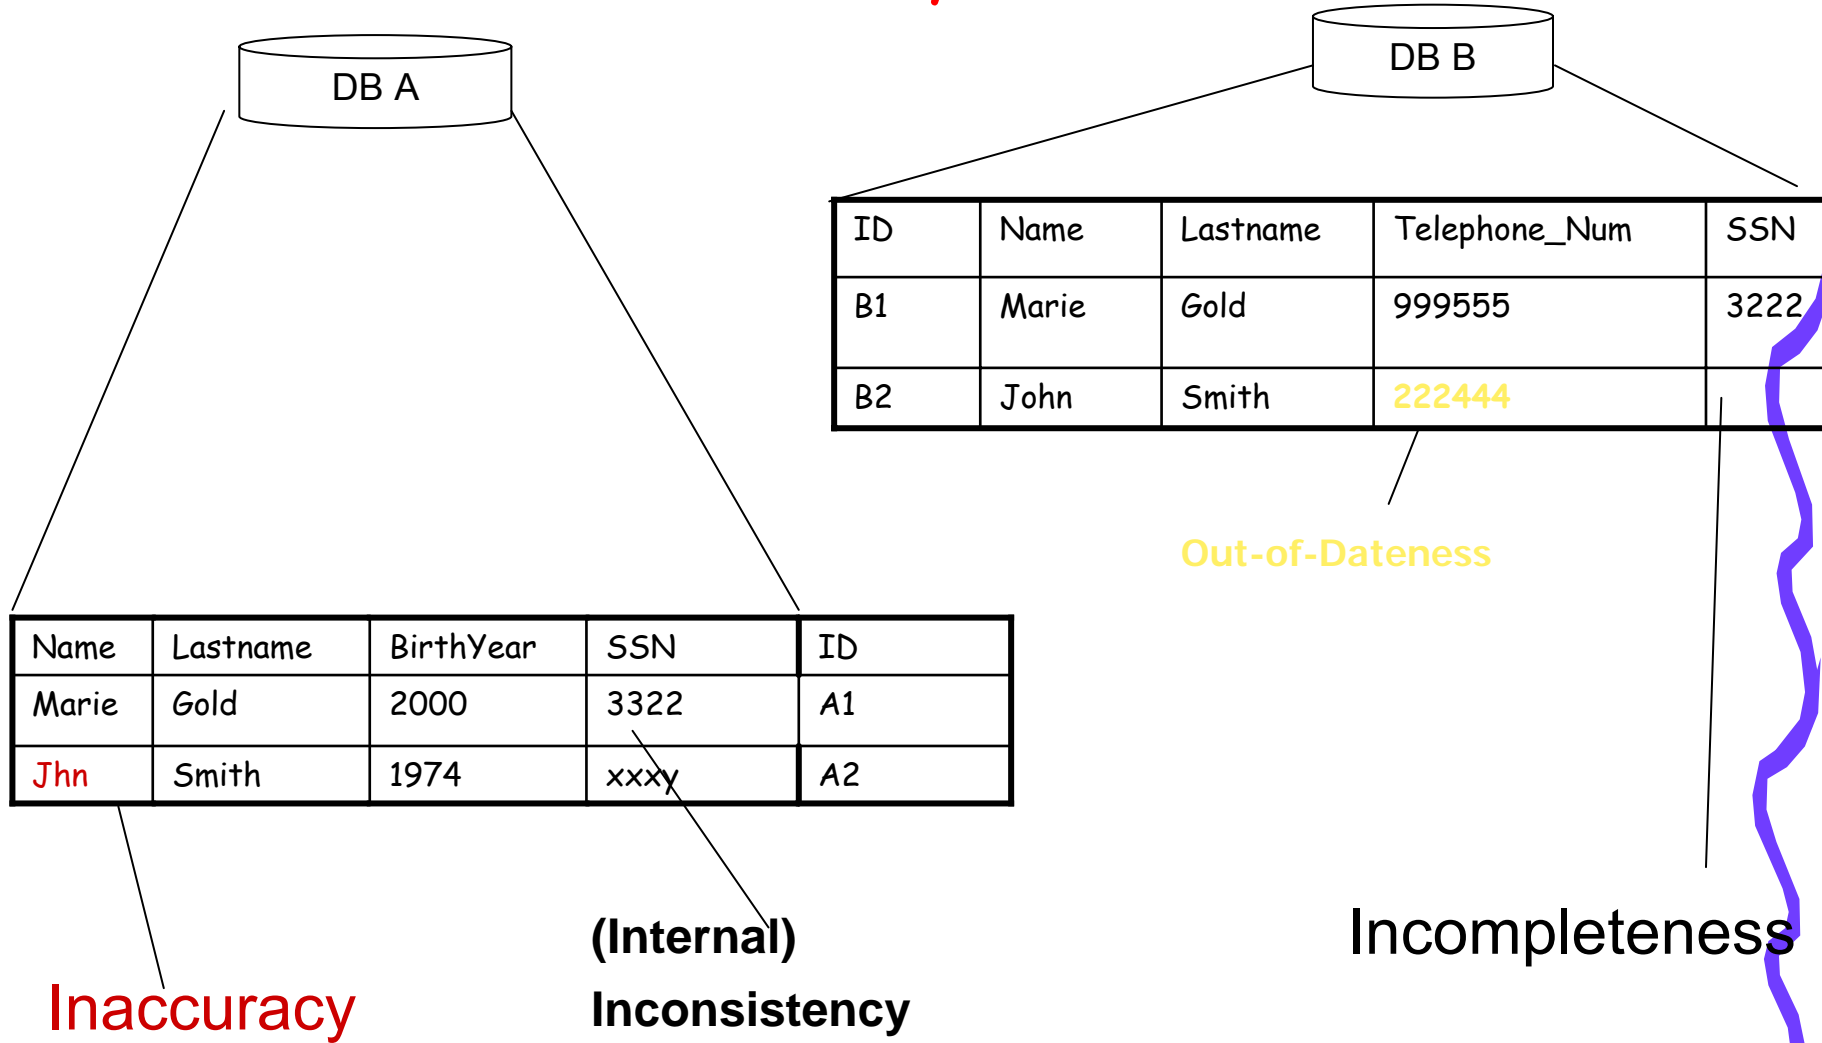 DB A
DB B
ID Name Lastname Telephone_Num SSN
B1 Marie Gold 999555 3222
B2 John Smith 222444
Out-of-Dateness
Name Lastname BirthYear SSN ID
Marie Gold 2000 3322 A1
Jhn Smith 1974 xxxy A2
(Internal)
Inconsistency
Incompleteness
Inaccuracy